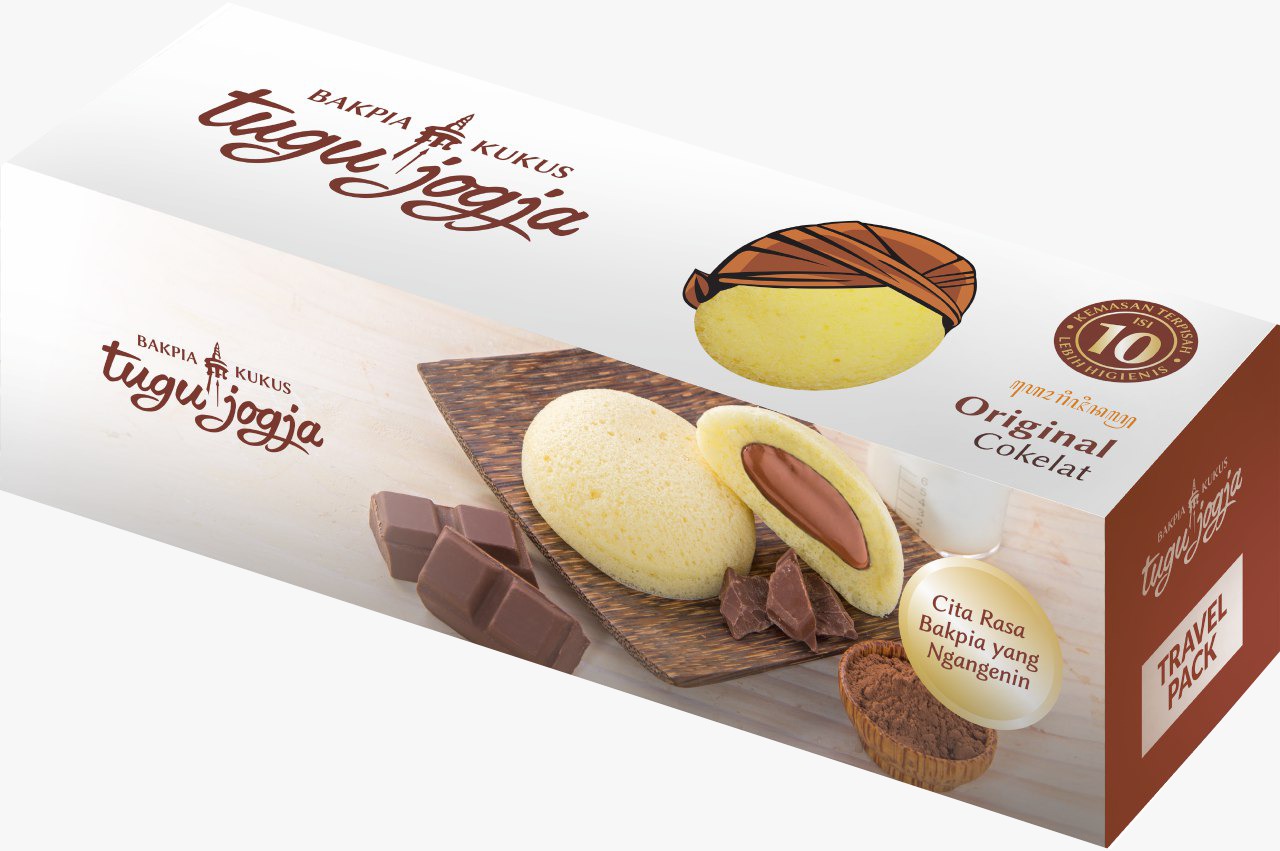 BAKPIA KUKUS
tugu jogja
KEMASAN TERPISAH
ISI
10
LEBIH HIGIENIS
Original
Cokelat
BAKPIA KUKUS
tugu jogja
Cita Rasa
Bakpia yang
Ngangenin
BAKPIA KUKUS
tugu jogja
TRAVEL
PACK